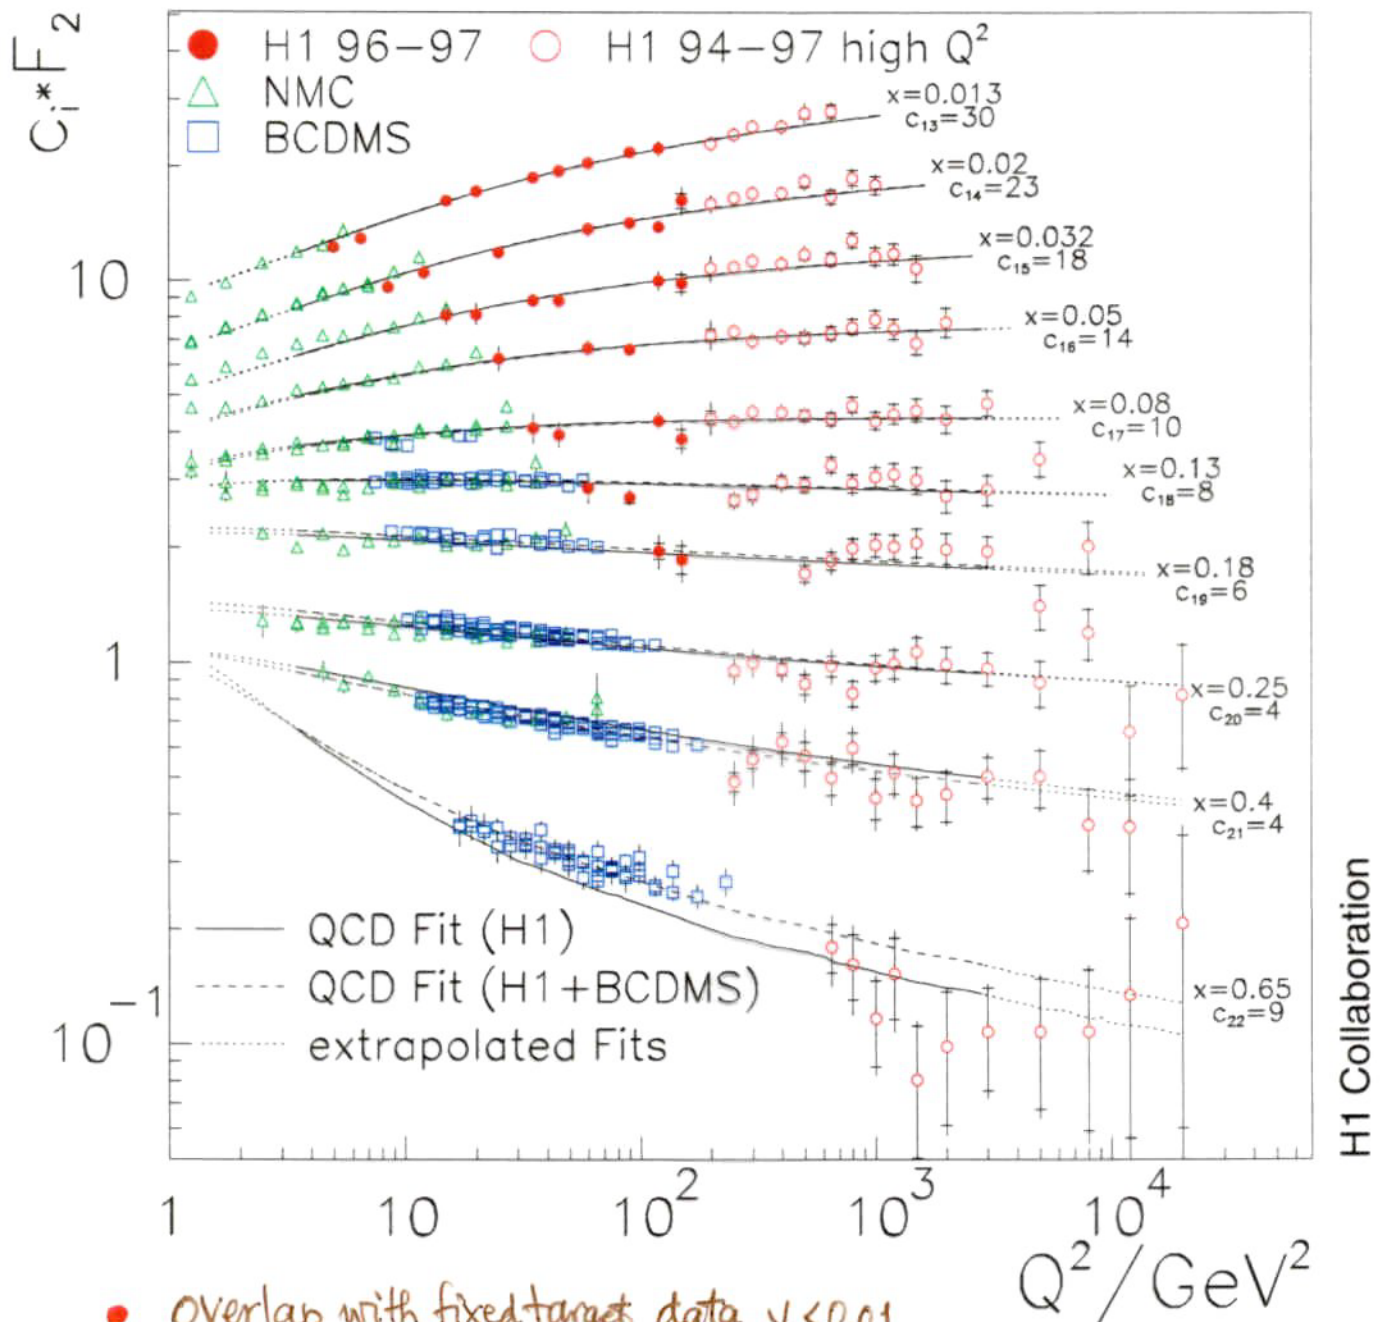 C_i*F_2
H1 96-97 H1 94-97 high Q^2
NMC
BCDMS
x=0.013
c_13=30
x=0.02
c_14=23
x=0.032
c_15=18
x=0.05
c_16=14
x=0.08
c_17=10
x=0.13
c_18=8
x=0.18
c_19=6
x=0.25
c_20=4
x=0.4
c_21=4
x=0.65
c_22=9
10
1
10^-1
QCD Fit (H1)
QCD Fit (H1+BCDMS)
extrapolated Fits
1 10 10^2 10^3 10^4
Q^2/GeV^2
H1 Collaboration
• Overlap with fixed target data y<0.01